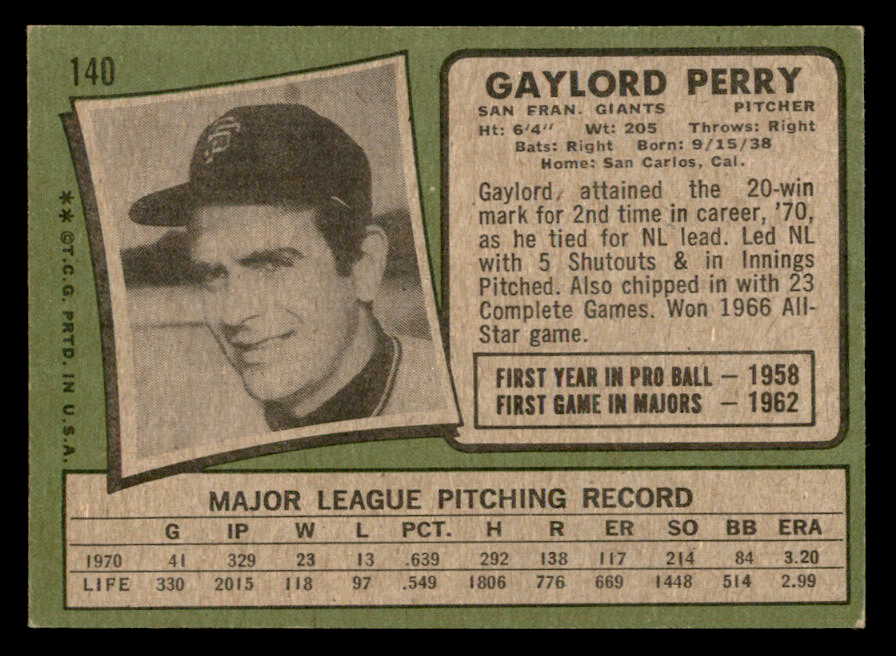 140
SF
** ©T.C.G. PRTD. IN U.S.A.
GAYLORD PERRY
SAN FRAN. GIANTS PITCHER
Ht: 6'4" Wt: 205 Throws: Right
Bats: Right Born: 9/15/38
Home: San Carlos, Cal.
Gaylord, attained the 20-win
mark for 2nd time in career, '70,
as he tied for NL lead. Led NL
with 5 Shutouts & in Innings
Pitched. Also chipped in with 23
Complete Games. Won 1966 All-
Star game.
FIRST YEAR IN PRO BALL – 1958
FIRST GAME IN MAJORS – 1962
MAJOR LEAGUE PITCHING RECORD
G IP W L PCT. H R ER SO BB ERA
1970 41 329 23 13 .639 292 138 117 214 84 3.20
LIFE 330 2015 118 97 .549 1806 776 669 1448 514 2.99